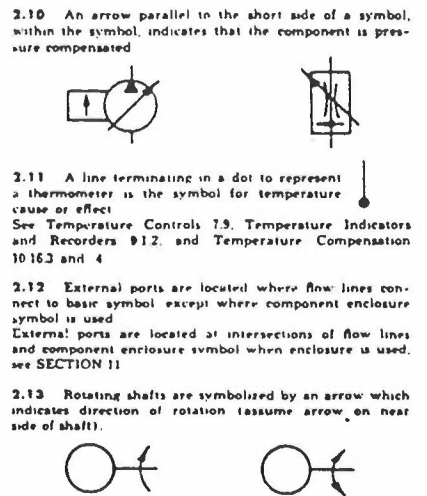 2.10 An arrow parallel to the short side of a symbol,
within the symbol, indicates that the component is pres-
sure compensated
2.11 A line terminating in a dot to represent
a thermometer is the symbol for temperature
cause or effect
See Temperature Controls 7.9, Temperature Indicators
and Recorders 9.1.2, and Temperature Compensation
10.16.3 and 4
2.12 External ports are located where flow lines con-
nect to basic symbol except where component enclosure
symbol is used
External ports are located at intersections of flow lines
and component enclosure symbol when enclosure is used,
see SECTION 11
2.13 Rotating shafts are symbolized by an arrow which
indicates direction of rotation (assume arrow on near
side of shaft).